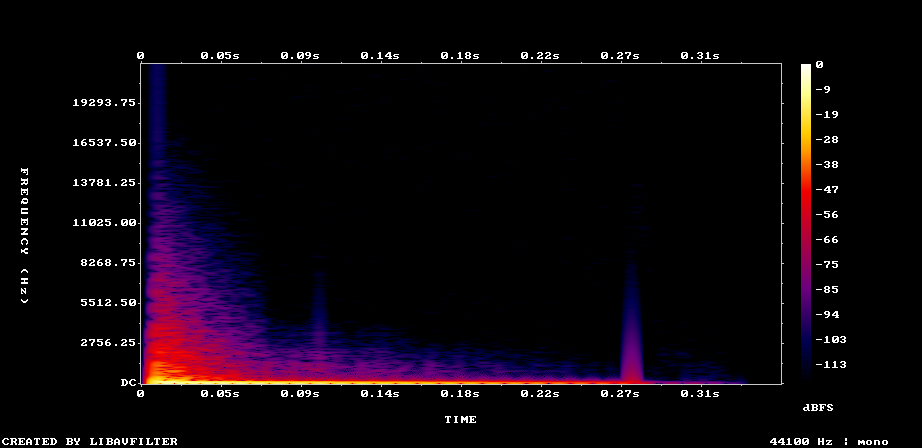 0 0.05s 0.09s 0.14s 0.18s 0.22s 0.27s 0.31s
0
-9
-19
-28
-38
-47
-56
-66
-75
-85
-94
-103
-113
dBFS
FREQUENCY (Hz)
19293.75
16537.50
13781.25
11025.00
8268.75
5512.50
2756.25
DC
0 0.05s 0.09s 0.14s 0.18s 0.22s 0.27s 0.31s
TIME
CREATED BY LIBAVFILTER
44100 Hz | mono